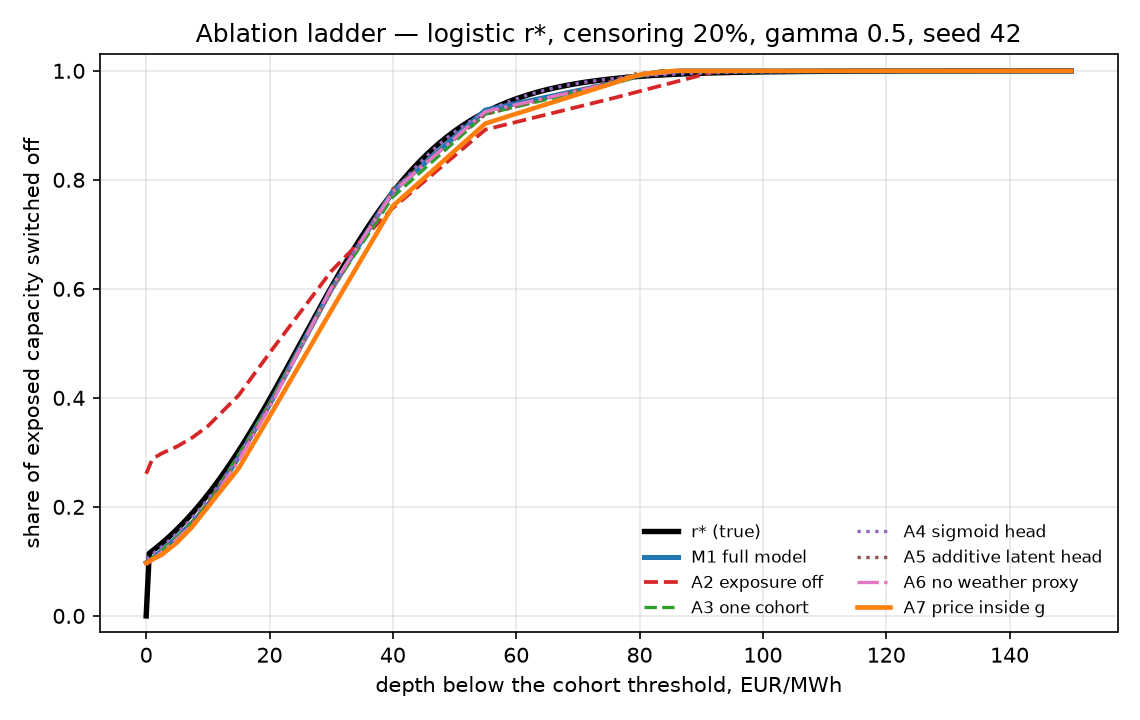 Ablation ladder — logistic r*, censoring 20%, gamma 0.5, seed 42
share of exposed capacity switched off
1.0
0.8
0.6
0.4
0.2
0.0
r* (true)
M1 full model
A2 exposure off
A3 one cohort
A4 sigmoid head
A5 additive latent head
A6 no weather proxy
A7 price inside g
0 20 40 60 80 100 120 140
depth below the cohort threshold, EUR/MWh